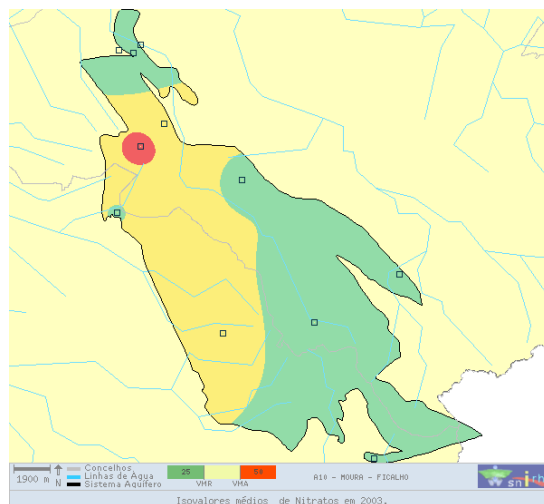 Concelhos
Linhas de Água
Sistema Aquífero
1900 m
N
25
50
VMR
VMA
A10 - MOURA - FICALHO
snirh
Isovalores médios de Nitratos em 2003.